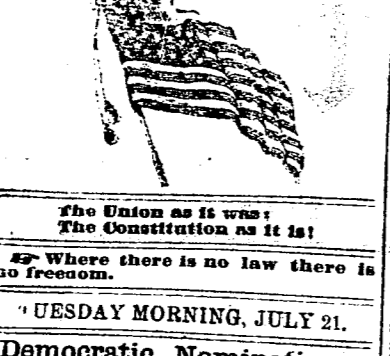 The Union as it was;
The Constitution as it is!
☞ Where there is no law there is
no freedom.
TUESDAY MORNING, JULY 21.
Democratic